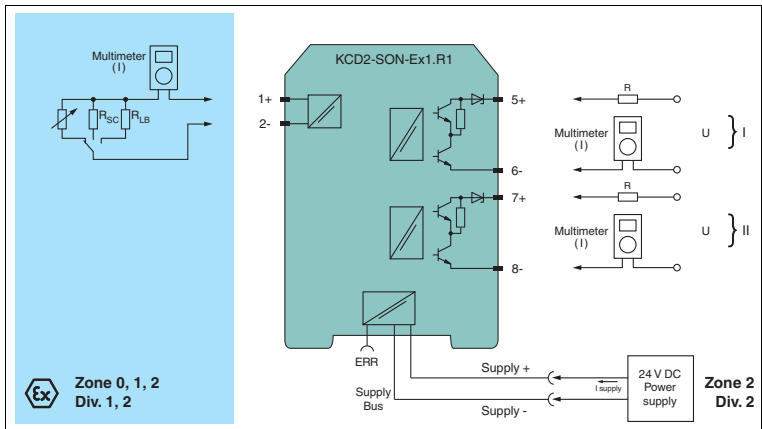 KCD2-SON-Ex1.R1
Multimeter
( I )
RSC
RLB
1+
2-
5+
6-
7+
8-
R
Multimeter
( I )
U
I
R
Multimeter
( I )
U
II
ERR
Supply
Bus
Supply +
Supply -
I supply
24 V DC
Power
supply
Zone 2
Div. 2
Ex
Zone 0, 1, 2
Div. 1, 2